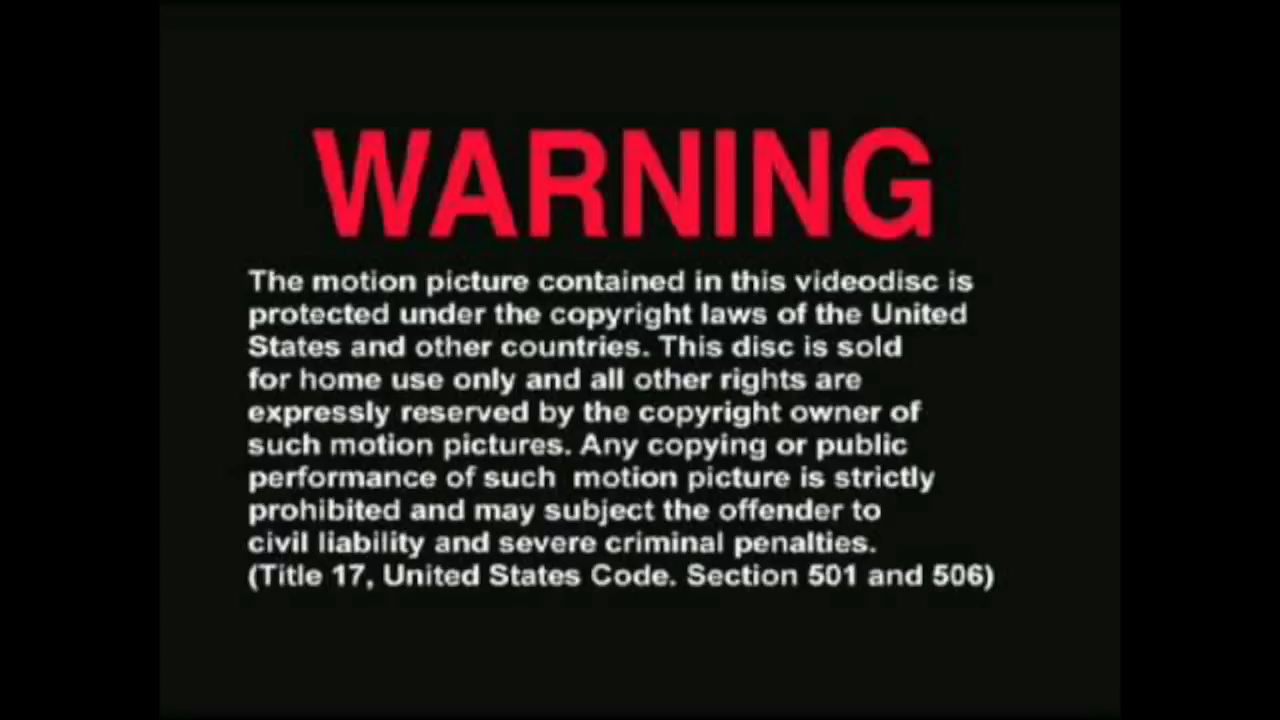 WARNING
The motion picture contained in this videodisc is
protected under the copyright laws of the United
States and other countries. This disc is sold
for home use only and all other rights are
expressly reserved by the copyright owner of
such motion pictures. Any copying or public
performance of such  motion picture is strictly
prohibited and may subject the offender to
civil liability and severe criminal penalties.
(Title 17, United States Code. Section 501 and 506)